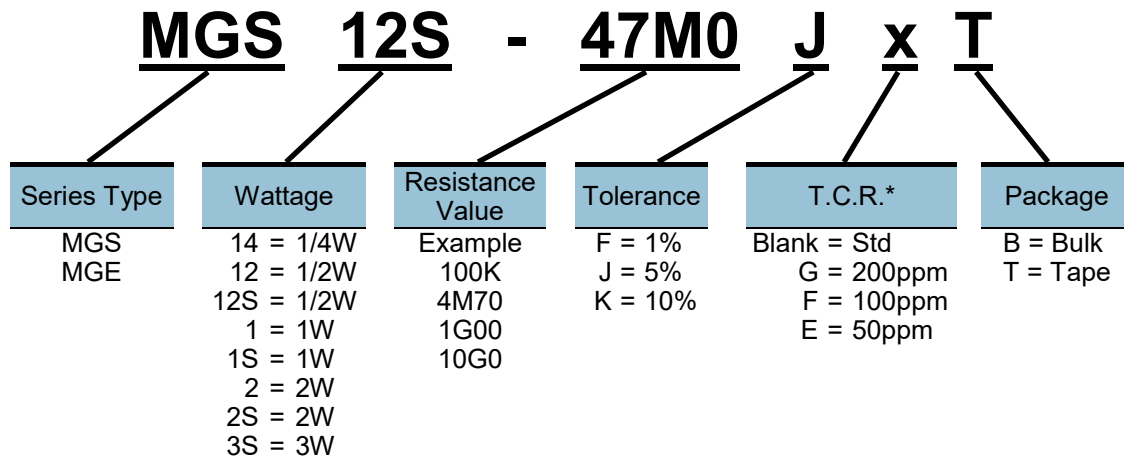 MGS 12S - 47M0 J x T
Series Type
MGS
MGE
Wattage
14 = 1/4W
12 = 1/2W
12S = 1/2W
1 = 1W
1S = 1W
2 = 2W
2S = 2W
3S = 3W
Resistance
Value
Example
100K
4M70
1G00
10G0
Tolerance
F = 1%
J = 5%
K = 10%
T.C.R.*
Blank = Std
G = 200ppm
F = 100ppm
E = 50ppm
Package
B = Bulk
T = Tape